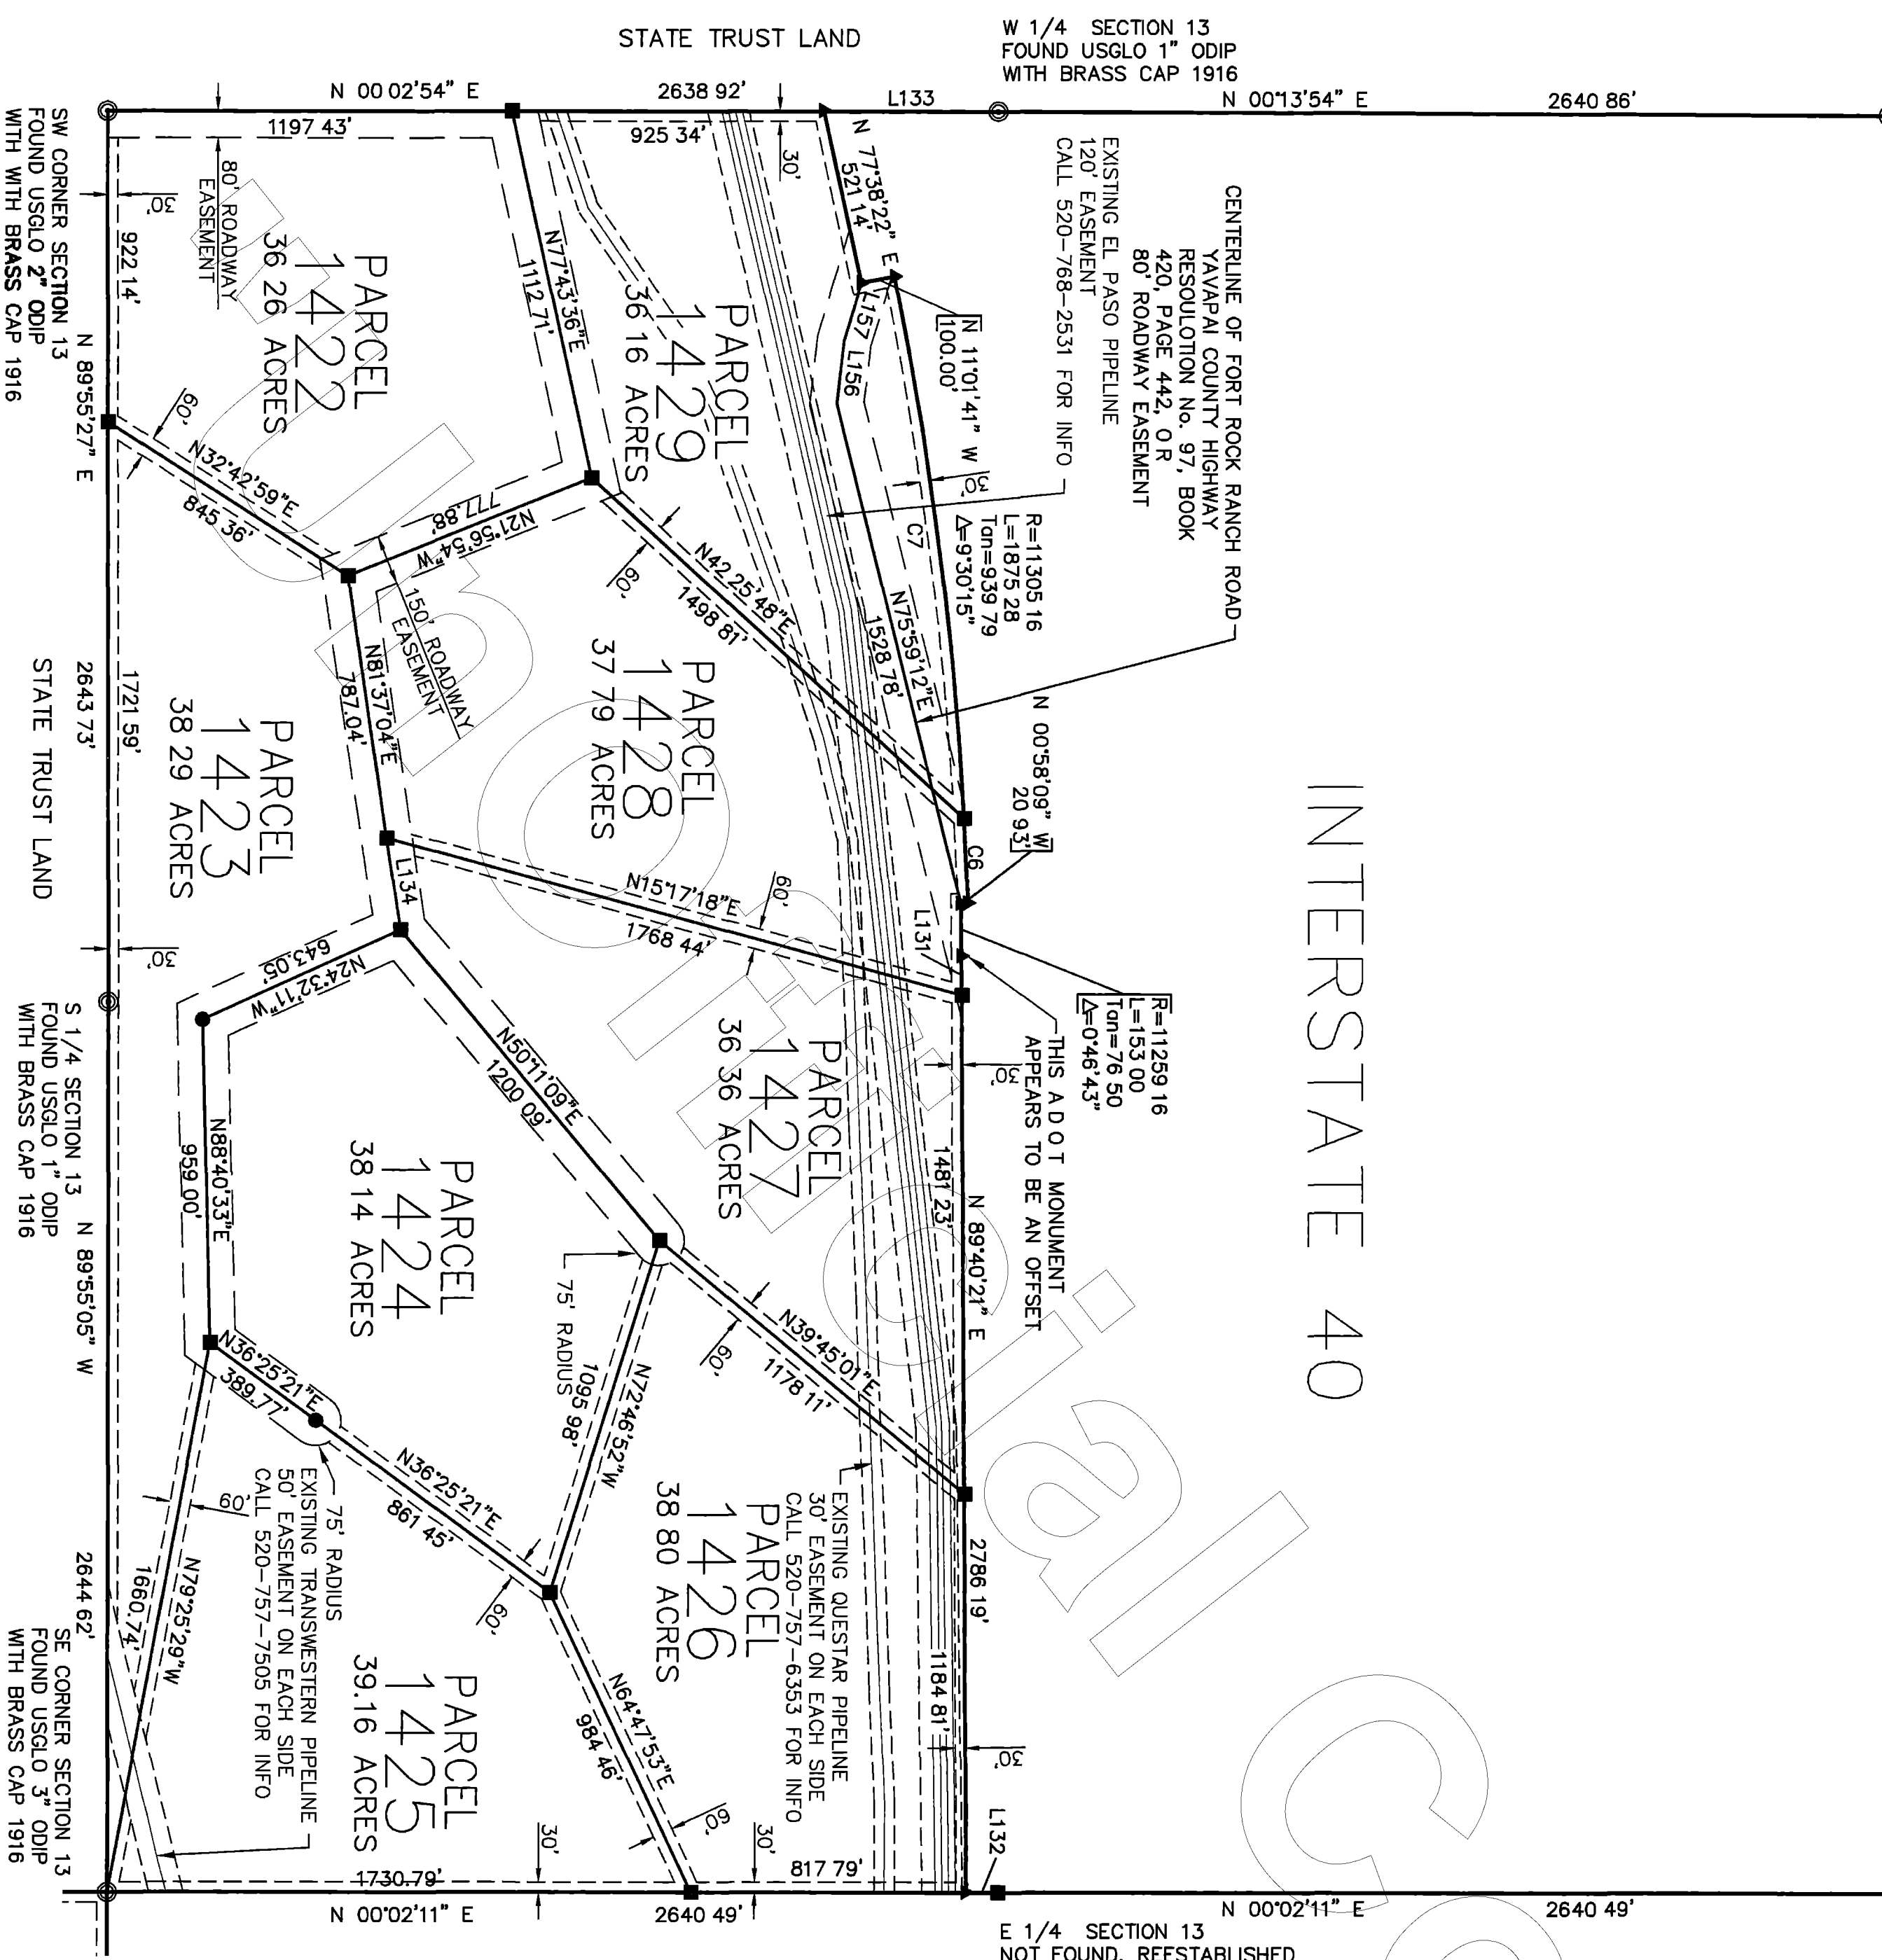 STATE TRUST LAND
W 1/4 SECTION 13
FOUND USGLO 1" ODIP
WITH BRASS CAP 1916
N 00 02'54" E
2638 92'
L133
N 00°13'54" E
2640 86'
1197 43'
925 34'
30'
80' ROADWAY
EASEMENT
N 77°38'22" E
521 14'
EXISTING EL PASO PIPELINE
120' EASEMENT
CALL 520-768-2531 FOR INFO
CENTERLINE OF FORT ROCK RANCH ROAD
YAVAPAI COUNTY HIGHWAY
RESOULOTION No. 97, BOOK
420, PAGE 442, O R
80' ROADWAY EASEMENT
SW CORNER SECTION 13
FOUND USGLO 2" ODIP
WITH WITH BRASS CAP 1916
30'
922 14'
N 89°55'27" E
PARCEL
1422
36 26 ACRES
N77°43'36"E
1112 71'
PARCEL
1429
36 16 ACRES
L157
L156
N 11°01'41" W
100.00'
30'
C7
R=11305 16
L=1875 28
Tan=939 79
Δ=9°30'15"
60'
N32°42'59"E
845 36'
777.88'
N21°56'54"W
150' ROADWAY
EASEMENT
N42 25'48"E
60'
1498 81'
N75°59'12"E
1528 78'
N 00°58'09" W
20 93'
C6
INTERSTATE 40
STATE TRUST LAND
2643 73'
1721 59'
PARCEL
1423
38 29 ACRES
N81°37'04"E
787.04'
L134
PARCEL
1428
37 79 ACRES
N15°17'18"E
1768 44'
60'
L131
R=11259 16
L=153 00
Tan=76 50
Δ=0°46'43"
THIS A D O T MONUMENT
APPEARS TO BE AN OFFSET
30'
30'
643.05'
N24°32'11"W
S 1/4 SECTION 13
FOUND USGLO 1" ODIP
WITH BRASS CAP 1916
N 89°55'05" W
N88°40'33"E
959 00'
PARCEL
1424
38 14 ACRES
N50°11'09"E
1200 09'
PARCEL
1427
36 36 ACRES
1481 23'
N 89°40'21" E
75' RADIUS
N72°46'52"W
1095 98'
N39°45'01"E
1178 11'
60'
N36°25'21"E
389.77'
N36°25'21"E
861 45'
60'
75' RADIUS
EXISTING TRANSWESTERN PIPELINE
50' EASEMENT ON EACH SIDE
CALL 520-757-7505 FOR INFO
60'
N79°25'29"W
1660.74'
2644 62'
SE CORNER SECTION 13
FOUND USGLO 3" ODIP
WITH BRASS CAP 1916
PARCEL
1425
39.16 ACRES
PARCEL
1426
38 80 ACRES
EXISTING QUESTAR PIPELINE
30' EASEMENT ON EACH SIDE
CALL 520-757-6353 FOR INFO
N64°47'53"E
984 46'
60'
2786 19'
1184 81'
30'
L132
1730.79'
30'
30'
817 79'
N 00°02'11" E
2640 49'
N 00°02'11" E
2640 49'
E 1/4 SECTION 13
NOT FOUND, REESTABLISHED